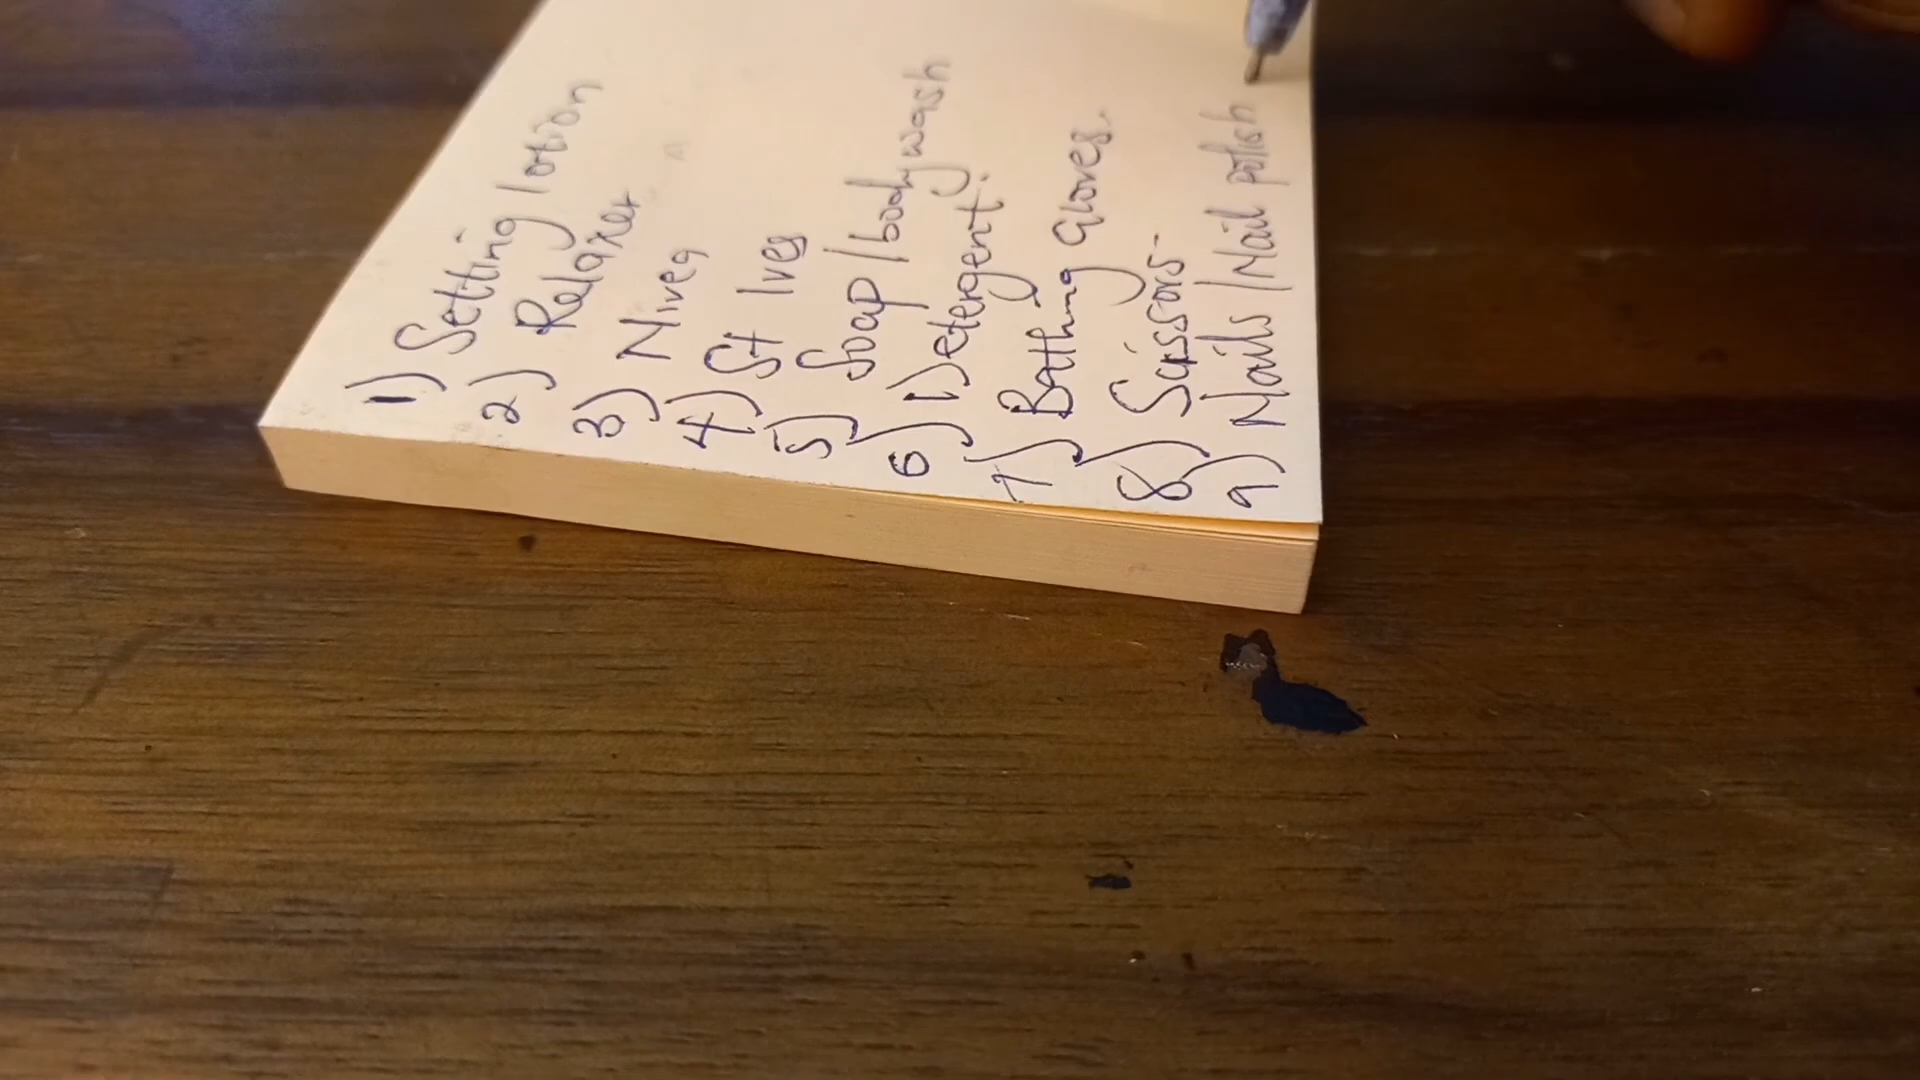 1) Setting lotion
2) Relaxer
3) Nivea
4) St Ives
5) Soap / body wash
6) Detergent.
7) Bathing gloves.
8) Scissors.
9) Nails / Nail polish